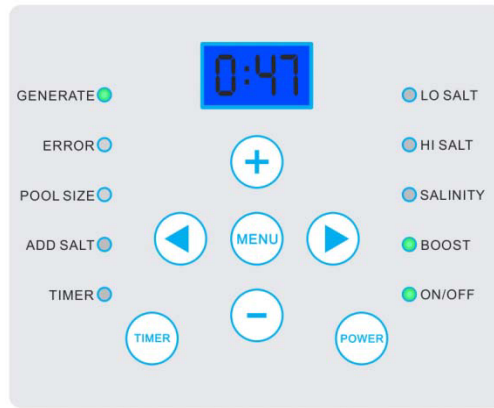 0:47
GENERATE
LO SALT
ERROR
HI SALT
+
POOL SIZE
SALINITY
MENU
ADD SALT
BOOST
TIMER
ON/OFF
−
TIMER
POWER